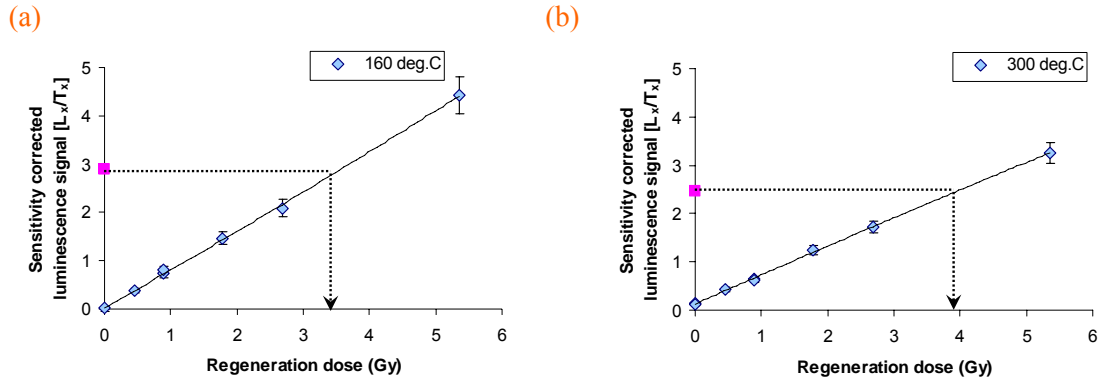 (a)
(b)
160 deg.C
300 deg.C
Sensitivity corrected
luminescence signal [Lx/Tx]
5
4
3
2
1
0
0 1 2 3 4 5 6
Regeneration dose (Gy)
Sensitivity corrected
luminescence signal [Lx/Tx]
5
4
3
2
1
0
0 1 2 3 4 5 6
Regeneration dose (Gy)